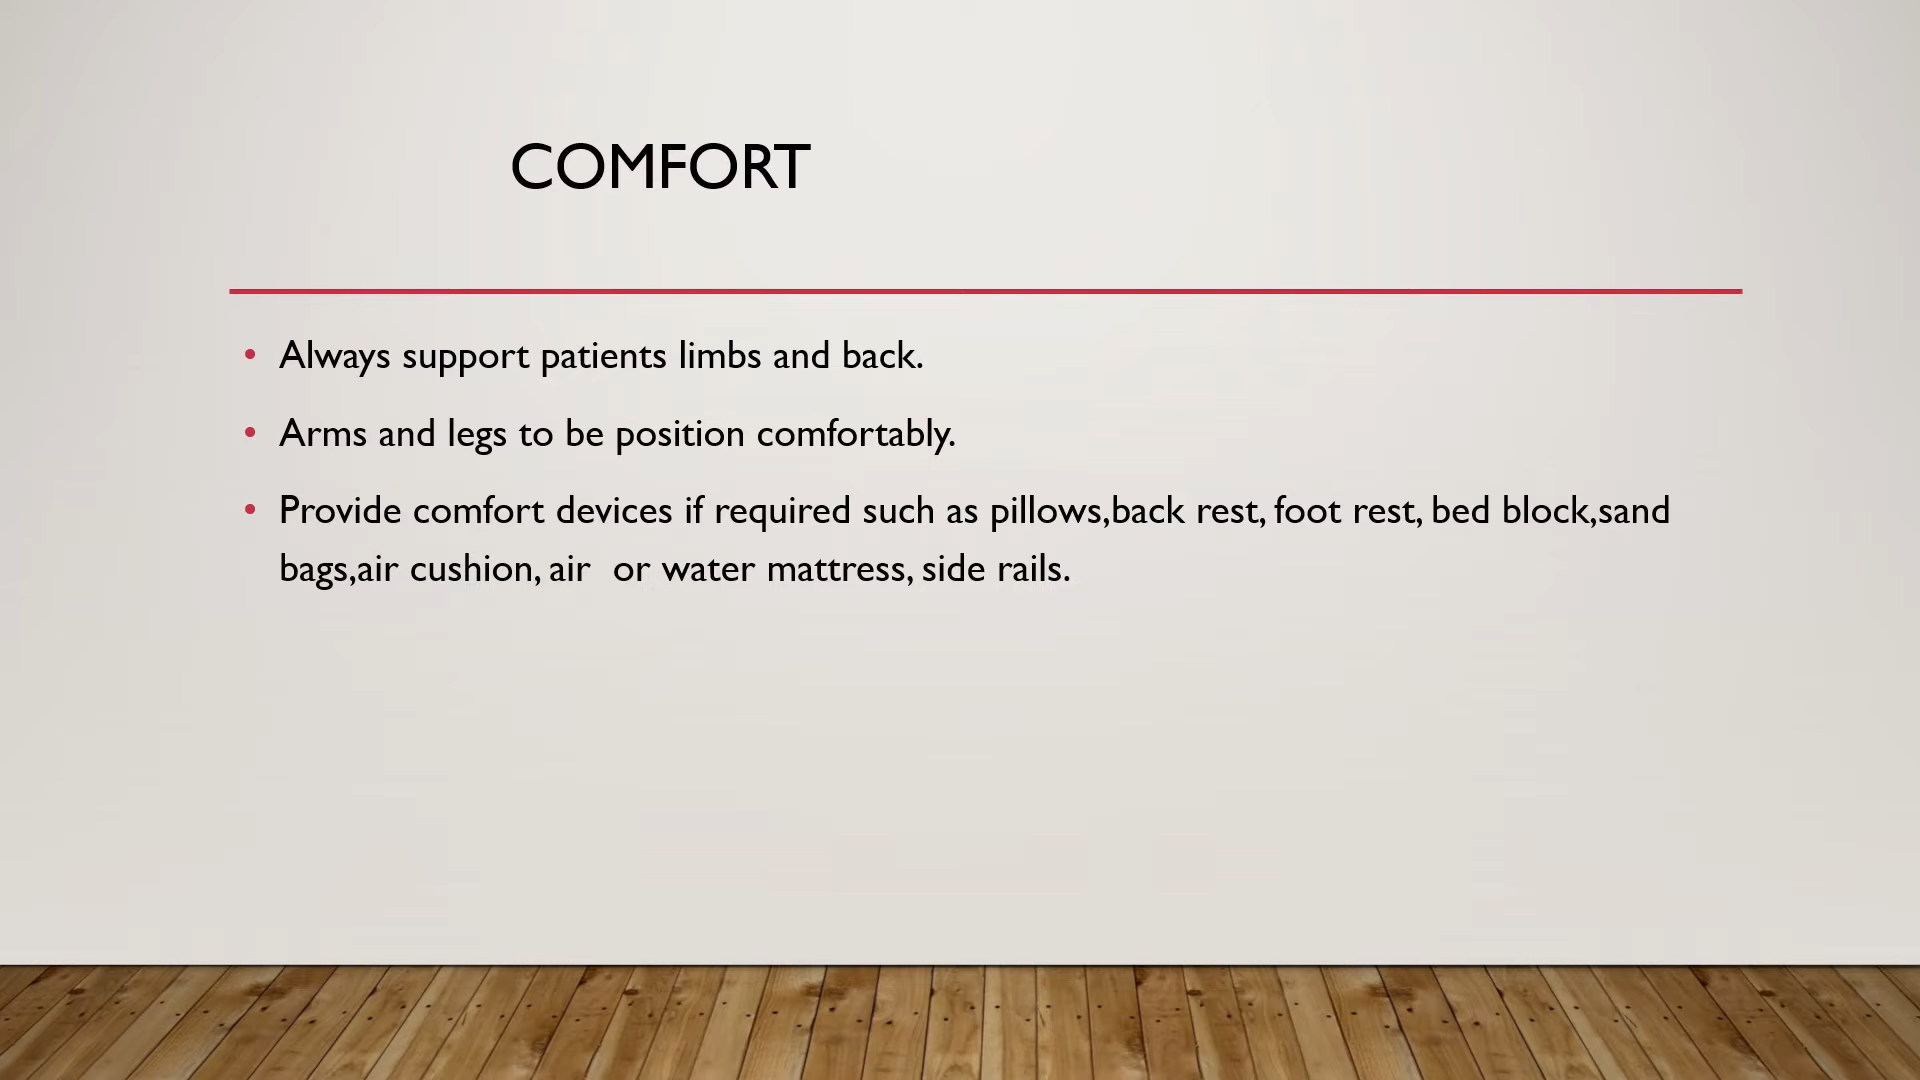 COMFORT
• Always support patients limbs and back.
• Arms and legs to be position comfortably.
• Provide comfort devices if required such as pillows,back rest, foot rest, bed block,sand
bags,air cushion, air  or water mattress, side rails.